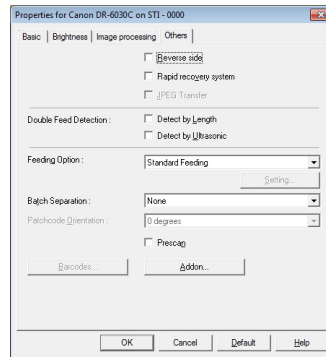 Properties for Canon DR-6030C on STI - 0000
Basic Brightness Image processing Others
Reverse side
Rapid recovery system
JPEG Transfer
Double Feed Detection : Detect by Length
Detect by Ultrasonic
Feeding Option : Standard Feeding
Setting...
Batch Separation : None
Patchcode Orientation : 0 degrees
Prescan
Barcodes... Addon...
OK Cancel Default Help